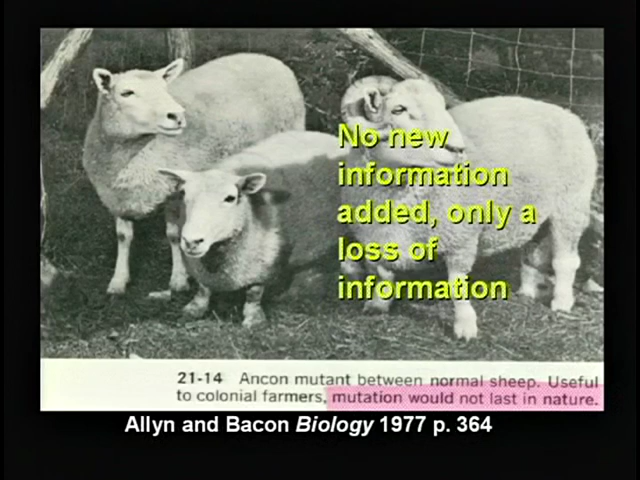 No new
information
added, only a
loss of
information
21-14 Ancon mutant between normal sheep. Useful
to colonial farmers, mutation would not last in nature.
Allyn and Bacon Biology 1977 p. 364